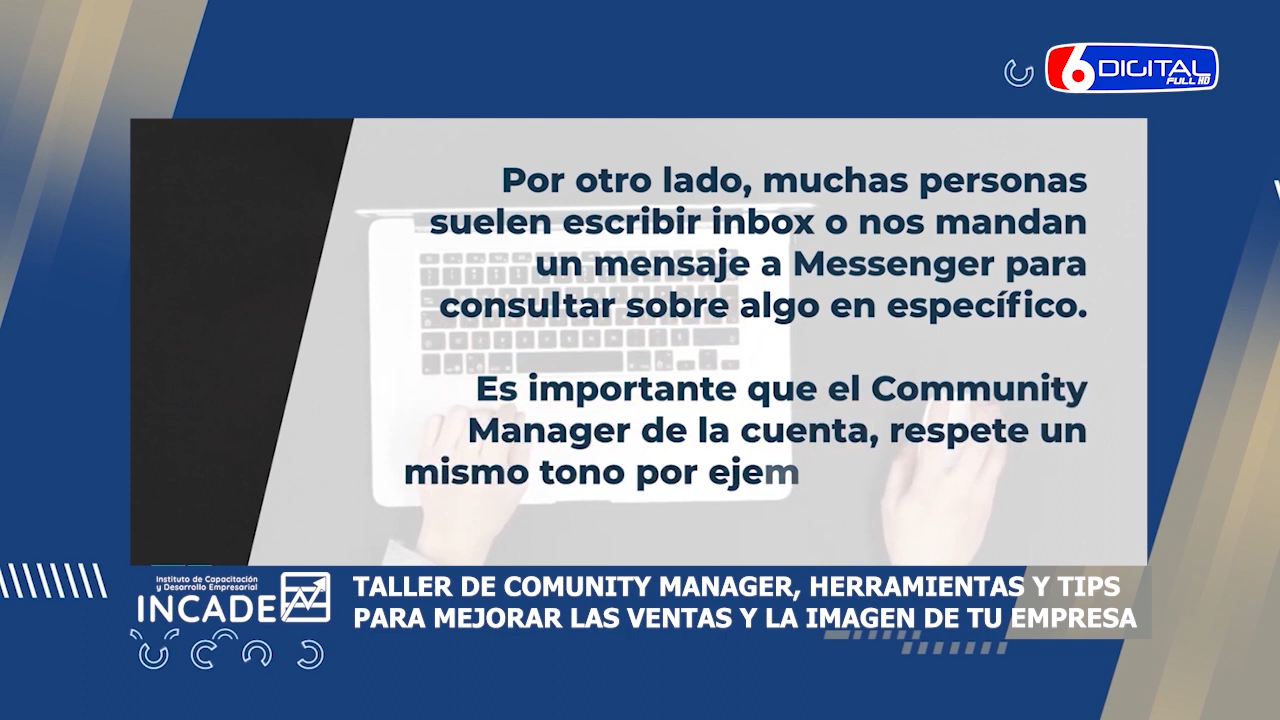 6 DIGITAL
FULL HD
Por otro lado, muchas personas
suelen escribir inbox o nos mandan
un mensaje a Messenger para
consultar sobre algo en específico.
Es importante que el Community
Manager de la cuenta, respete un
mismo tono por ejem
Instituto de Capacitación
y Desarrollo Empresarial
INCADE
TALLER DE COMUNITY MANAGER, HERRAMIENTAS Y TIPS
PARA MEJORAR LAS VENTAS Y LA IMAGEN DE TU EMPRESA